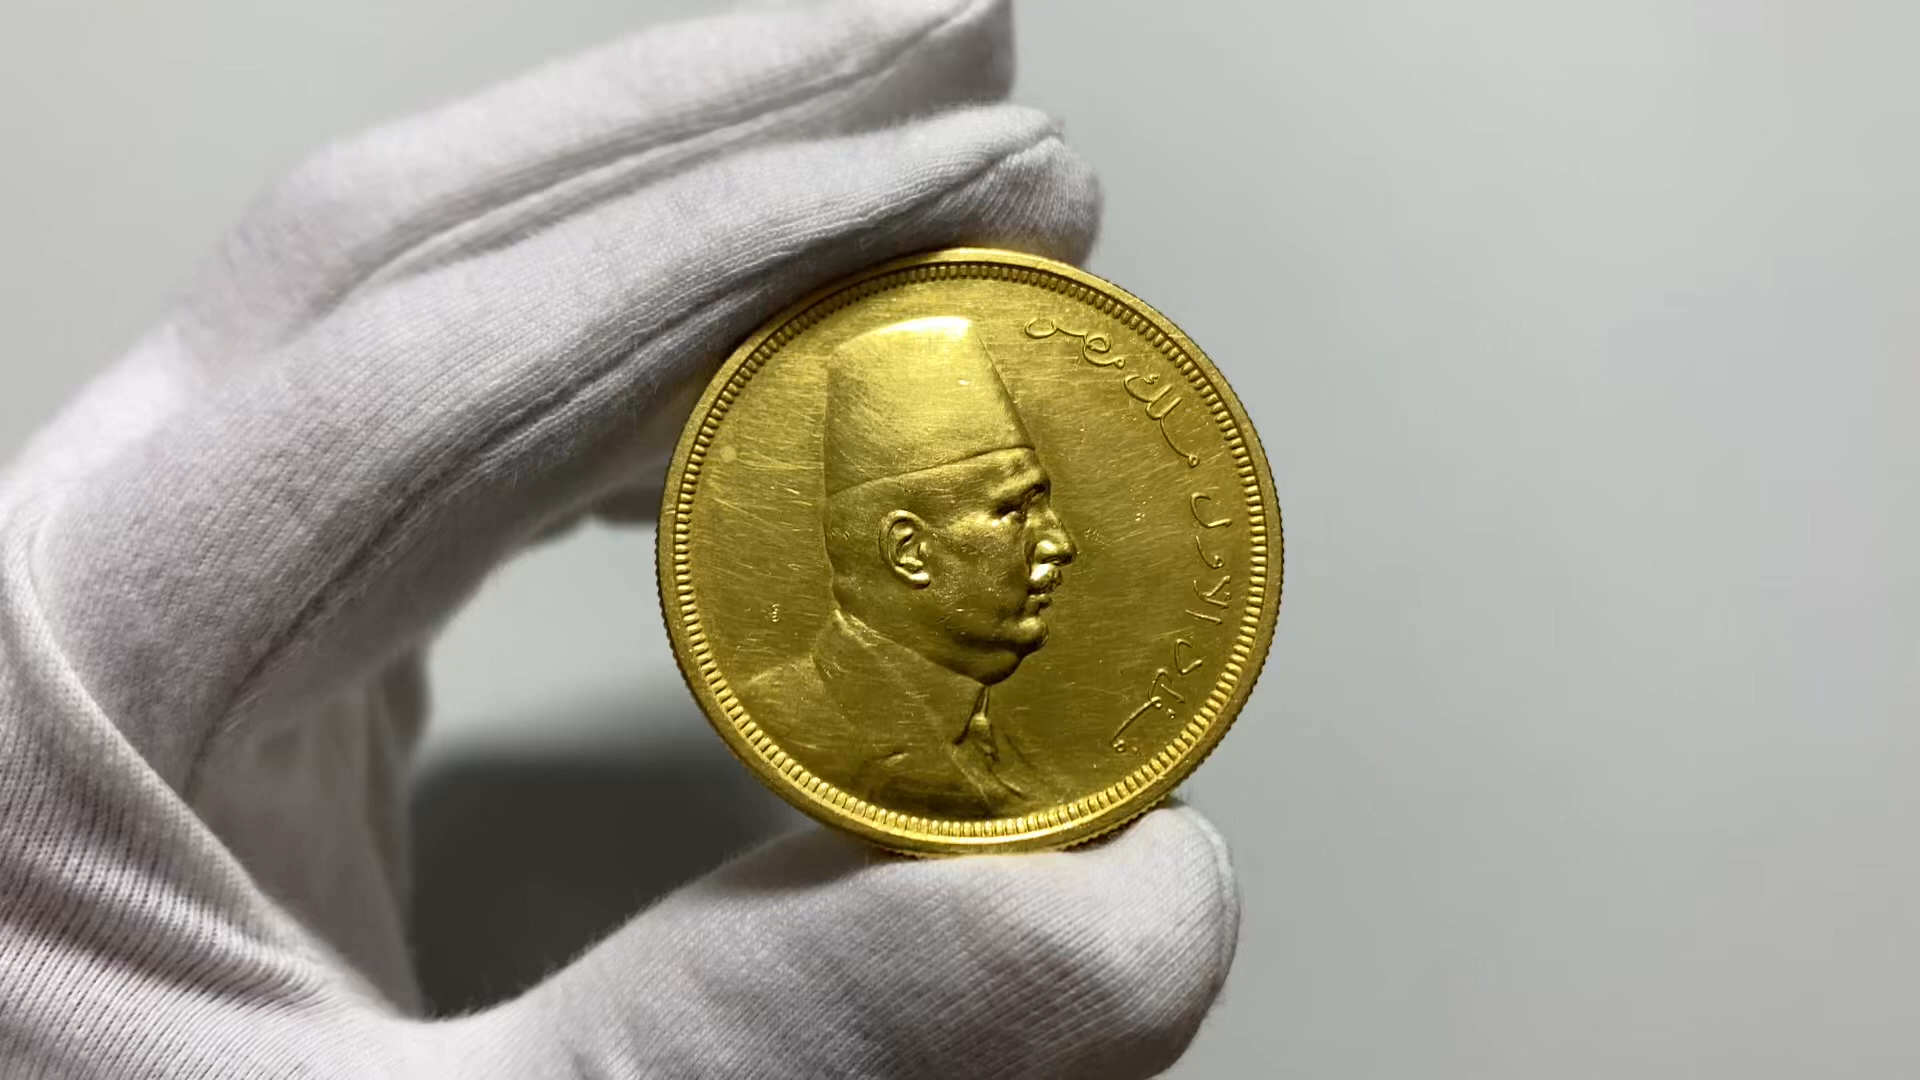 فؤاد الاول ملك مصر